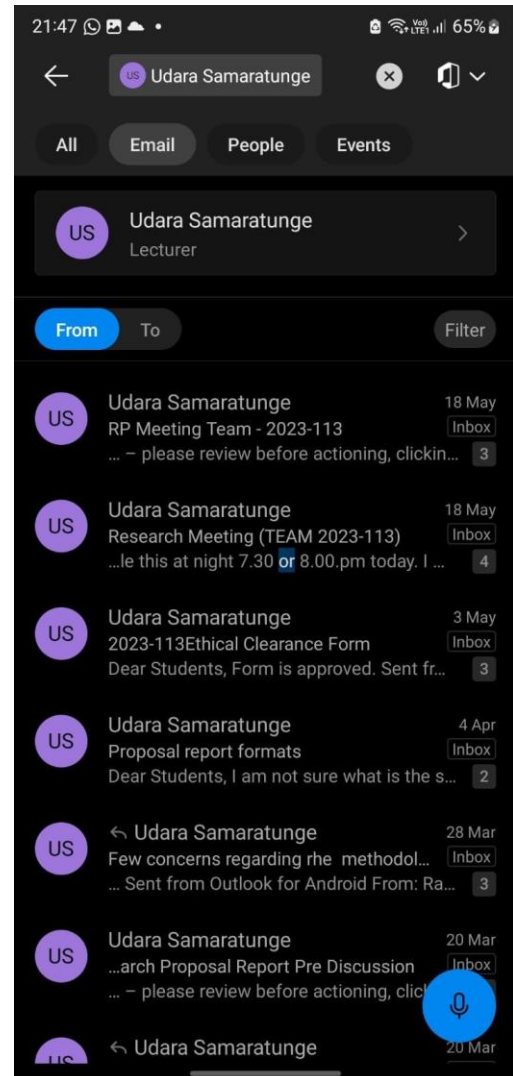 21:47 65%
US Udara Samaratunge
All Email People Events
US Udara Samaratunge
Lecturer
From To Filter
US Udara Samaratunge 18 May
RP Meeting Team - 2023-113 Inbox
... – please review before actioning, clickin... 3
US Udara Samaratunge 18 May
Research Meeting (TEAM 2023-113) Inbox
...le this at night 7.30 or 8.00.pm today. I ... 4
US Udara Samaratunge 3 May
2023-113Ethical Clearance Form Inbox
Dear Students, Form is approved. Sent fr... 3
US Udara Samaratunge 4 Apr
Proposal report formats Inbox
Dear Students, I am not sure what is the s... 2
US Udara Samaratunge 28 Mar
Few concerns regarding rhe methodol... Inbox
... Sent from Outlook for Android From: Ra... 3
US Udara Samaratunge 20 Mar
...arch Proposal Report Pre Discussion Inbox
... – please review before actioning, clic
US Udara Samaratunge 20 Mar